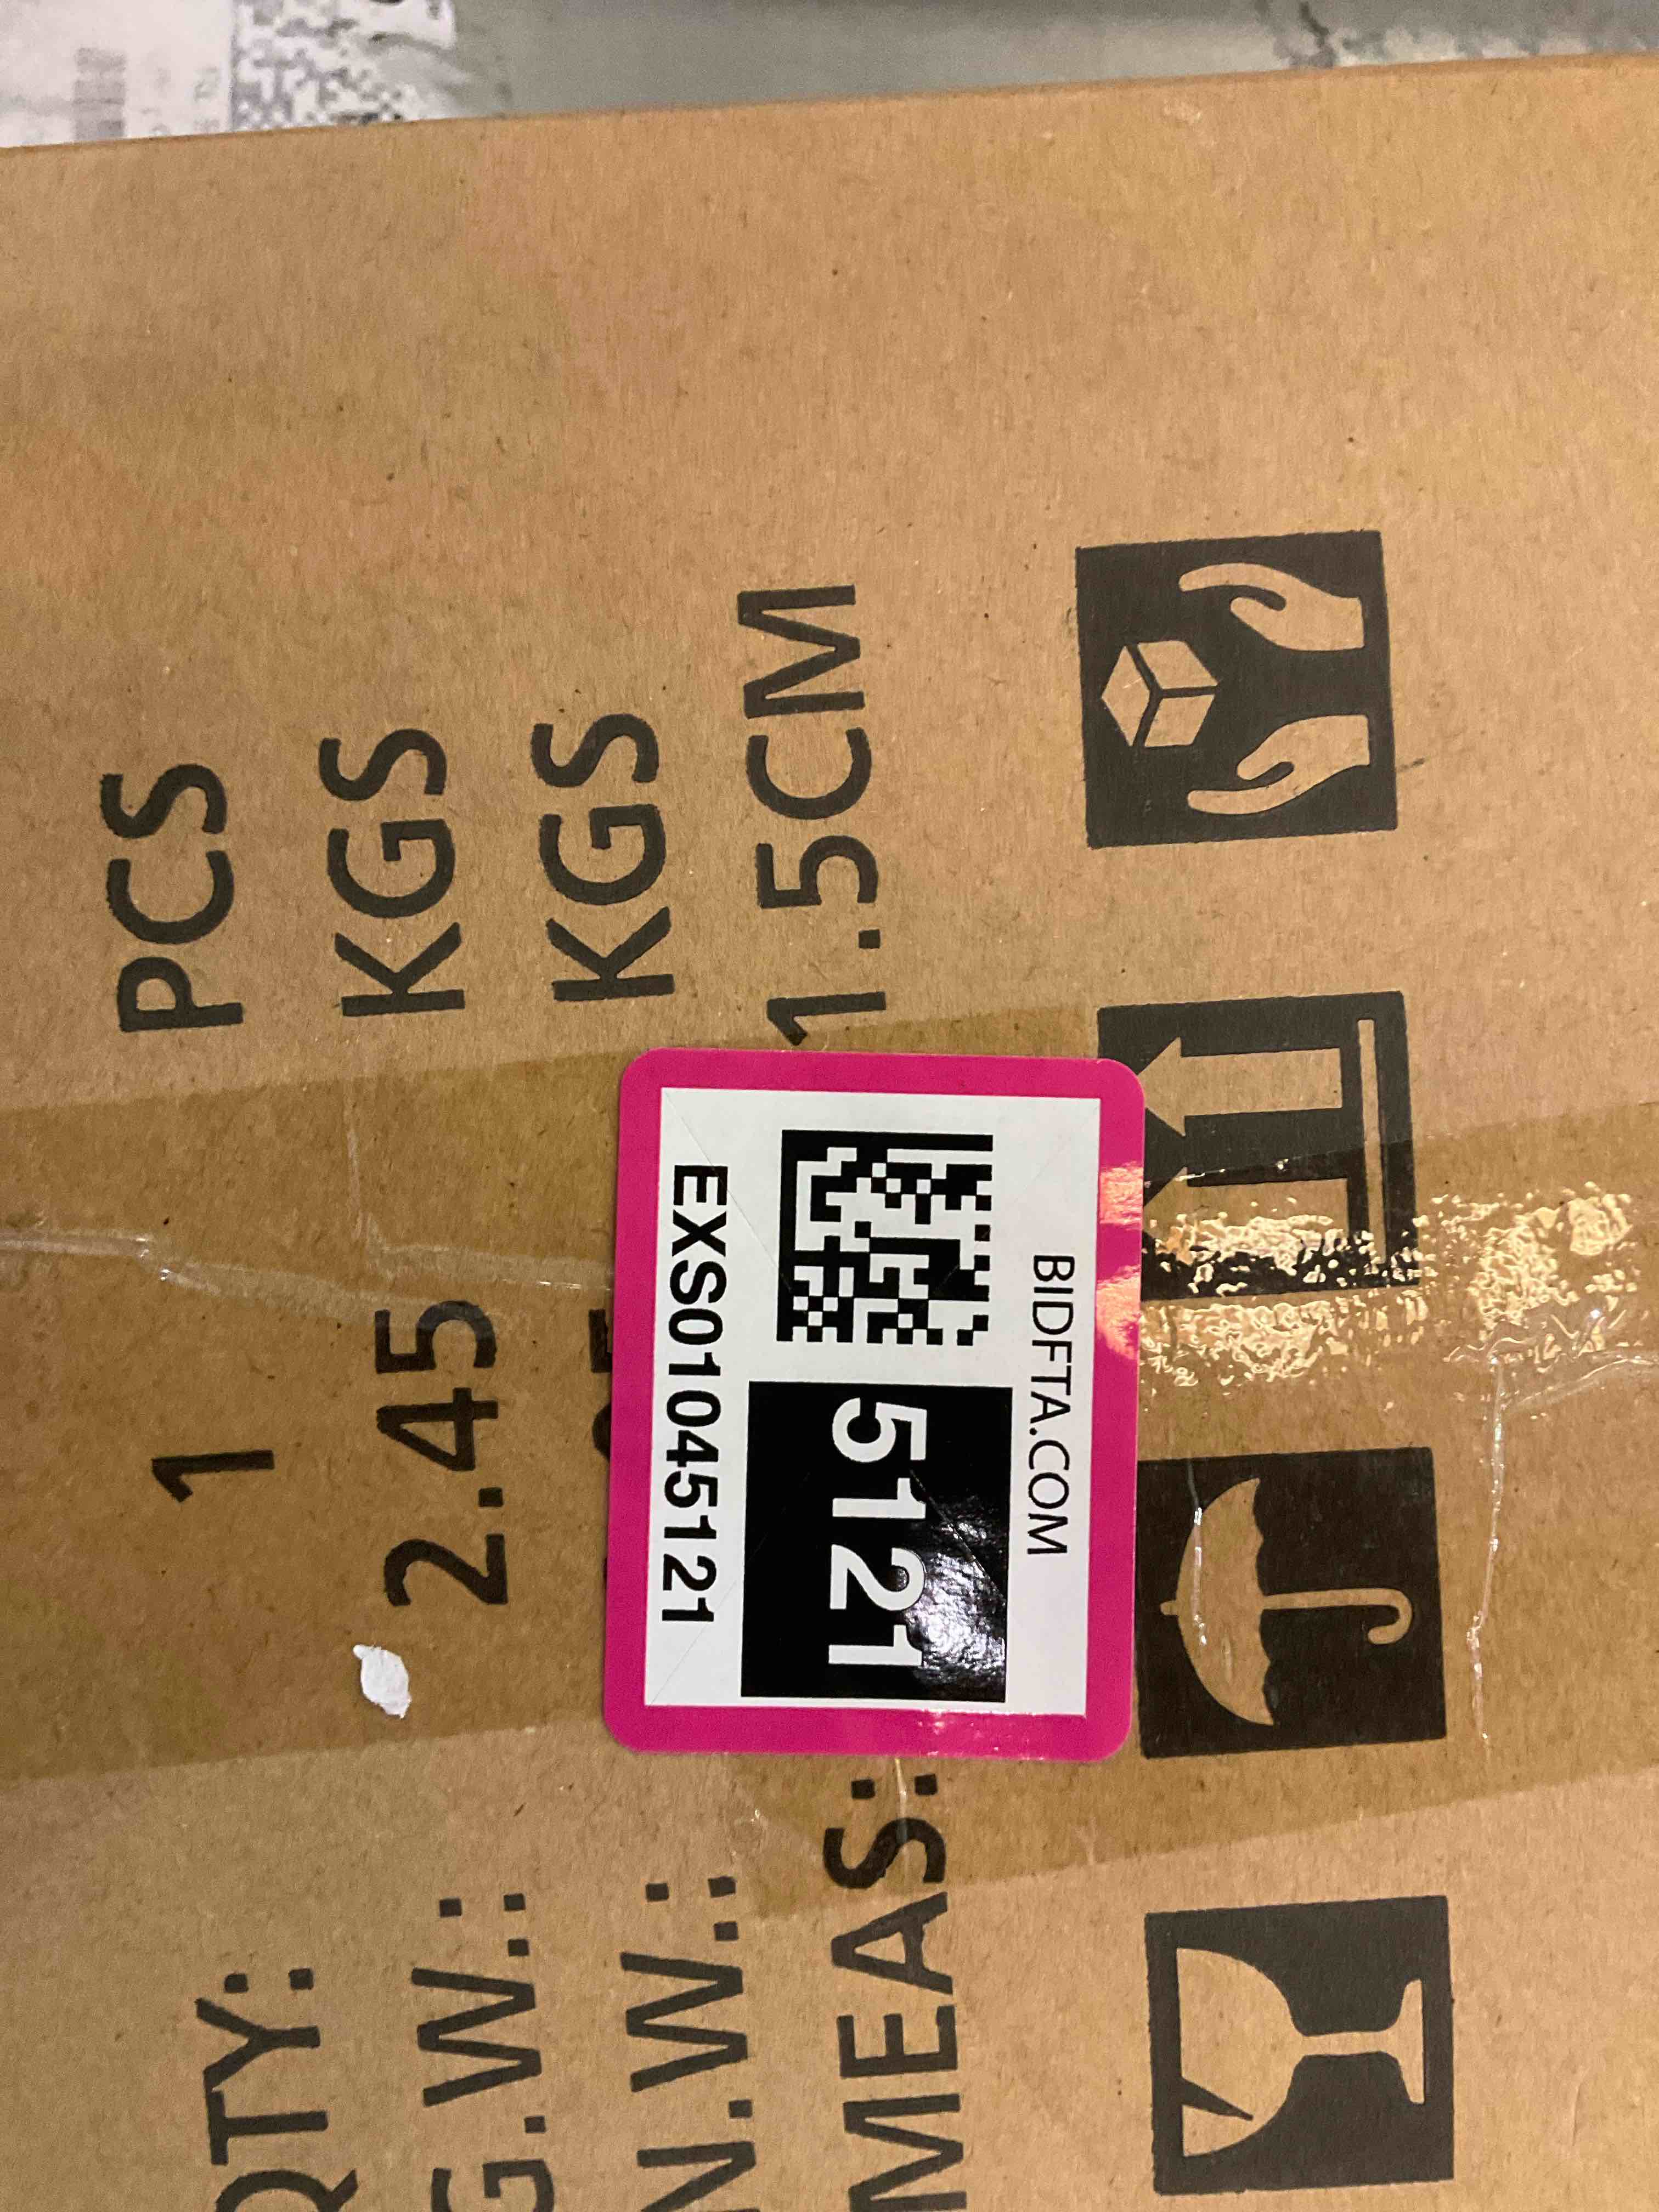 QTY: 1 PCS
G.W.: 2.45 KGS
N.W.: KGS
MEAS: 1.5CM
BIDFTA.COM
5121
EXS01045121